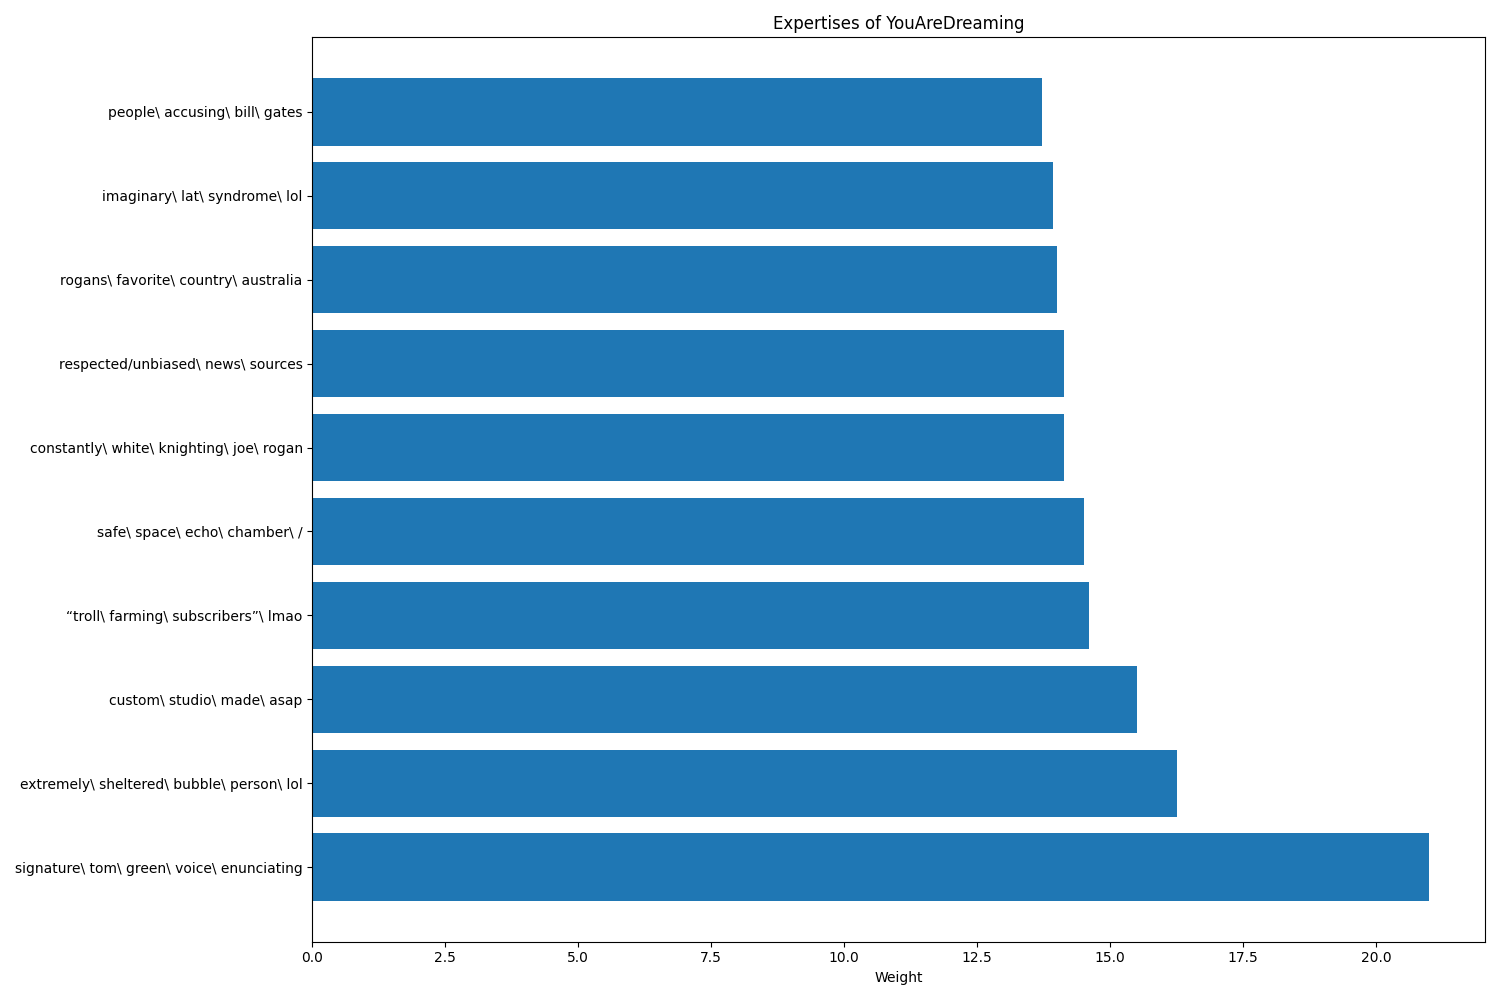 Expertises of YouAreDreaming
people\ accusing\ bill\ gates
imaginary\ lat\ syndrome\ lol
rogans\ favorite\ country\ australia
respected/unbiased\ news\ sources
constantly\ white\ knighting\ joe\ rogan
safe\ space\ echo\ chamber\ /
“troll\ farming\ subscribers”\ lmao
custom\ studio\ made\ asap
extremely\ sheltered\ bubble\ person\ lol
signature\ tom\ green\ voice\ enunciating
0.0 2.5 5.0 7.5 10.0 12.5 15.0 17.5 20.0
Weight